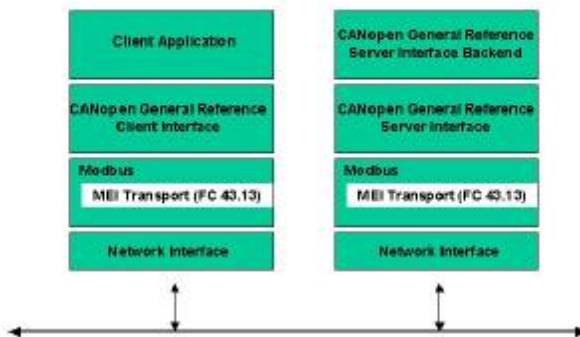 Client Application
CANopen General Reference
Client Interface
Modbus
MEI Transport (FC 43.13)
Network Interface
CANopen General Reference
Server Interface Backend
CANopen General Reference
Server Interface
Modbus
MEI Transport (FC 43.13)
Network Interface